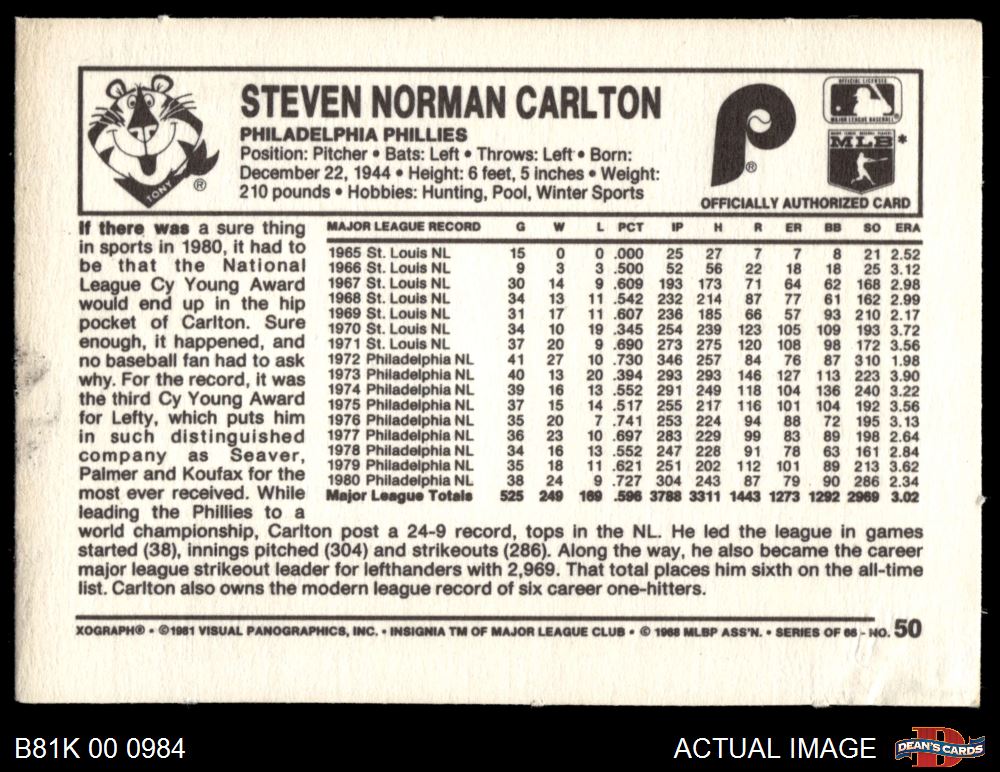 TONY
®
STEVEN NORMAN CARLTON
PHILADELPHIA PHILLIES
Position: Pitcher • Bats: Left • Throws: Left • Born:
December 22, 1944 • Height: 6 feet, 5 inches • Weight:
210 pounds • Hobbies: Hunting, Pool, Winter Sports
®
OFFICIAL LICENSEE
MAJOR LEAGUE BASEBALL
MAJOR LEAGUE BASEBALL PLAYERS
MLB *
OFFICIALLY AUTHORIZED CARD
If there was a sure thing
in sports in 1980, it had to
be that the National
League Cy Young Award
would end up in the hip
pocket of Carlton. Sure
enough, it happened, and
no baseball fan had to ask
why. For the record, it was
the third Cy Young Award
for Lefty, which puts him
in such distinguished
company as Seaver,
Palmer and Koufax for the
most ever received. While
leading the Phillies to a
world championship, Carlton post a 24-9 record, tops in the NL. He led the league in games
started (38), innings pitched (304) and strikeouts (286). Along the way, he also became the career
major league strikeout leader for lefthanders with 2,969. That total places him sixth on the all-time
list. Carlton also owns the modern league record of six career one-hitters.
MAJOR LEAGUE RECORD G W L PCT IP H R ER BB SO ERA
1965 St. Louis NL 15 0 0 .000 25 27 7 7 8 21 2.52
1966 St. Louis NL 9 3 3 .500 52 56 22 18 18 25 3.12
1967 St. Louis NL 30 14 9 .609 193 173 71 64 62 168 2.98
1968 St. Louis NL 34 13 11 .542 232 214 87 77 61 162 2.99
1969 St. Louis NL 31 17 11 .607 236 185 66 57 93 210 2.17
1970 St. Louis NL 34 10 19 .345 254 239 123 105 109 193 3.72
1971 St. Louis NL 37 20 9 .690 273 275 120 108 98 172 3.56
1972 Philadelphia NL 41 27 10 .730 346 257 84 76 87 310 1.98
1973 Philadelphia NL 40 13 20 .394 293 293 146 127 113 223 3.90
1974 Philadelphia NL 39 16 13 .552 291 249 118 104 136 240 3.22
1975 Philadelphia NL 37 15 14 .517 255 217 116 101 104 192 3.56
1976 Philadelphia NL 35 20 7 .741 253 224 94 88 72 195 3.13
1977 Philadelphia NL 36 23 10 .697 283 229 99 83 89 198 2.64
1978 Philadelphia NL 34 16 13 .552 247 228 91 78 63 161 2.84
1979 Philadelphia NL 35 18 11 .621 251 202 112 101 89 213 3.62
1980 Philadelphia NL 38 24 9 .727 304 243 87 79 90 286 2.34
Major League Totals 525 249 169 .596 3788 3311 1443 1273 1292 2969 3.02
XOGRAPH® • ©1981 VISUAL PANOGRAPHICS, INC. • INSIGNIA TM OF MAJOR LEAGUE CLUB • © 1968 MLBP ASS'N. • SERIES OF 66 - NO. 50
B81K 00 0984
ACTUAL IMAGE
D
DEAN'S CARDS